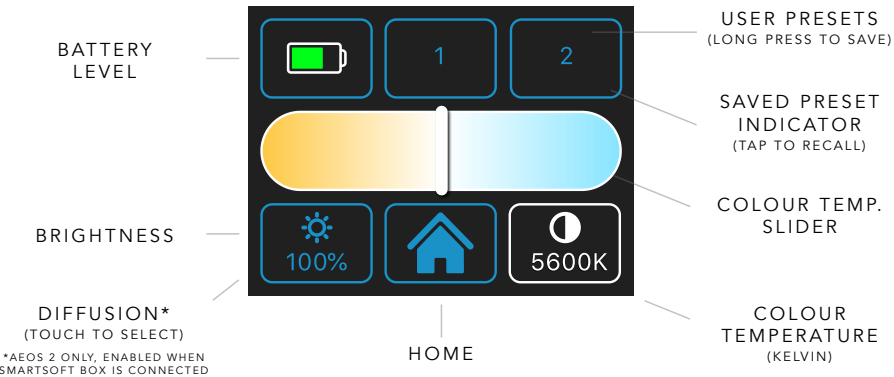 BATTERY
LEVEL
1
2
USER PRESETS
(LONG PRESS TO SAVE)
SAVED PRESET
INDICATOR
(TAP TO RECALL)
COLOUR TEMP.
SLIDER
BRIGHTNESS
100%
5600K
DIFFUSION*
(TOUCH TO SELECT)
*AEOS 2 ONLY, ENABLED WHEN
SMARTSOFT BOX IS CONNECTED
HOME
COLOUR
TEMPERATURE
(KELVIN)